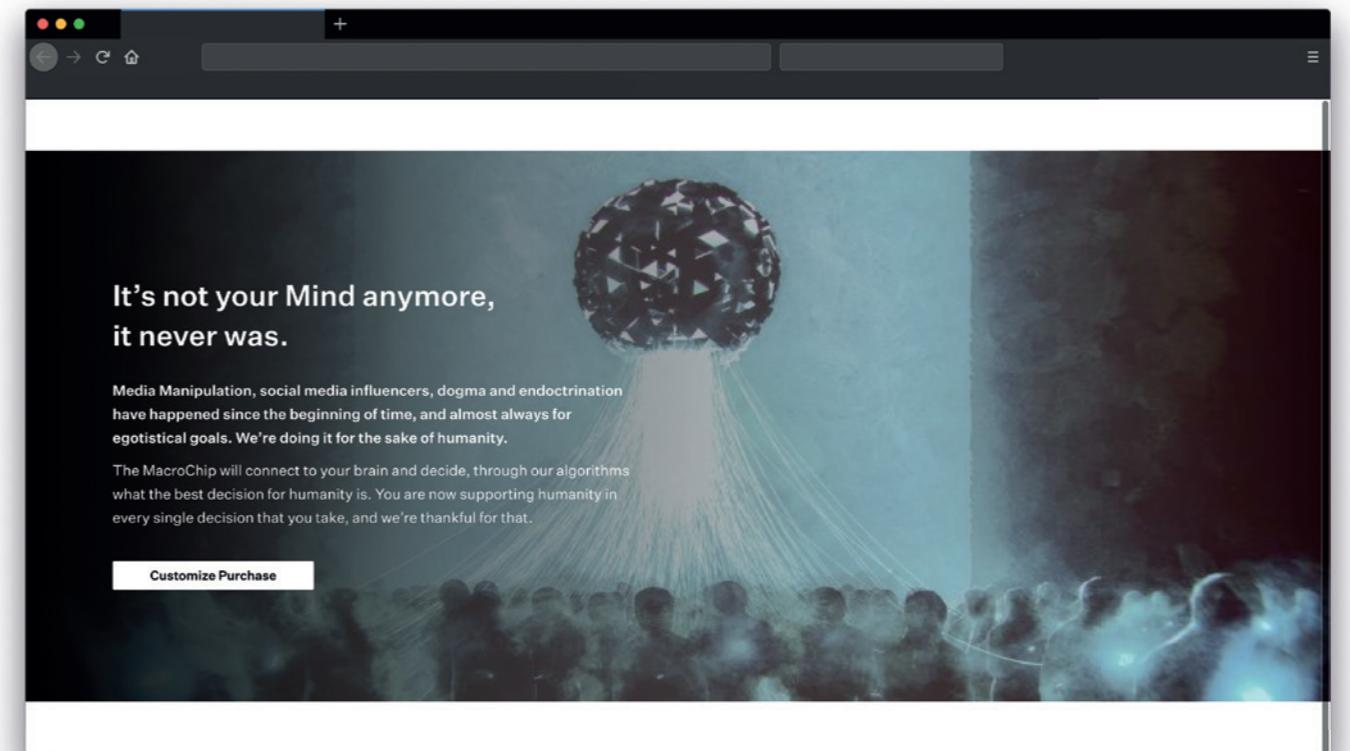 It's not your Mind anymore,
it never was.
Media Manipulation, social media influencers, dogma and endoctrination
have happened since the beginning of time, and almost always for
egotistical goals. We're doing it for the sake of humanity.
The MacroChip will connect to your brain and decide, through our algorithms
what the best decision for humanity is. You are now supporting humanity in
every single decision that you take, and we're thankful for that.
Customize Purchase